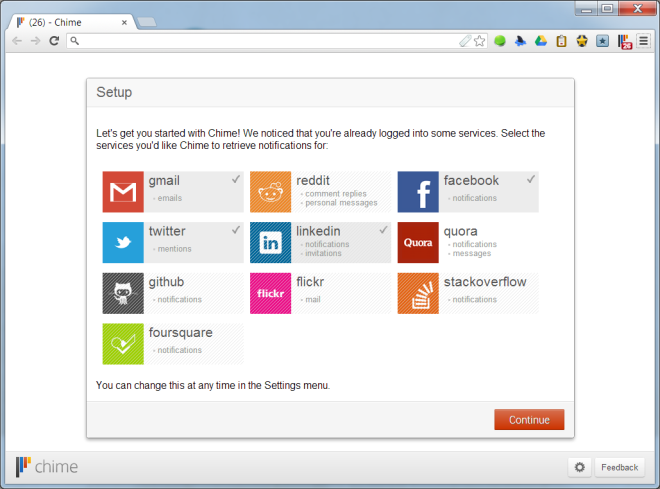 (26) - Chime
26
Setup
Let's get you started with Chime! We noticed that you're already logged into some services. Select the
services you'd like Chime to retrieve notifications for:
gmail
- emails
reddit
- comment replies
- personal messages
facebook
- notifications
twitter
- mentions
in
linkedin
- notifications
- invitations
Quora
quora
- notifications
- messages
github
- notifications
flickr
flickr
- mail
stackoverflow
- notifications
foursquare
- notifications
You can change this at any time in the Settings menu.
Continue
chime
Feedback